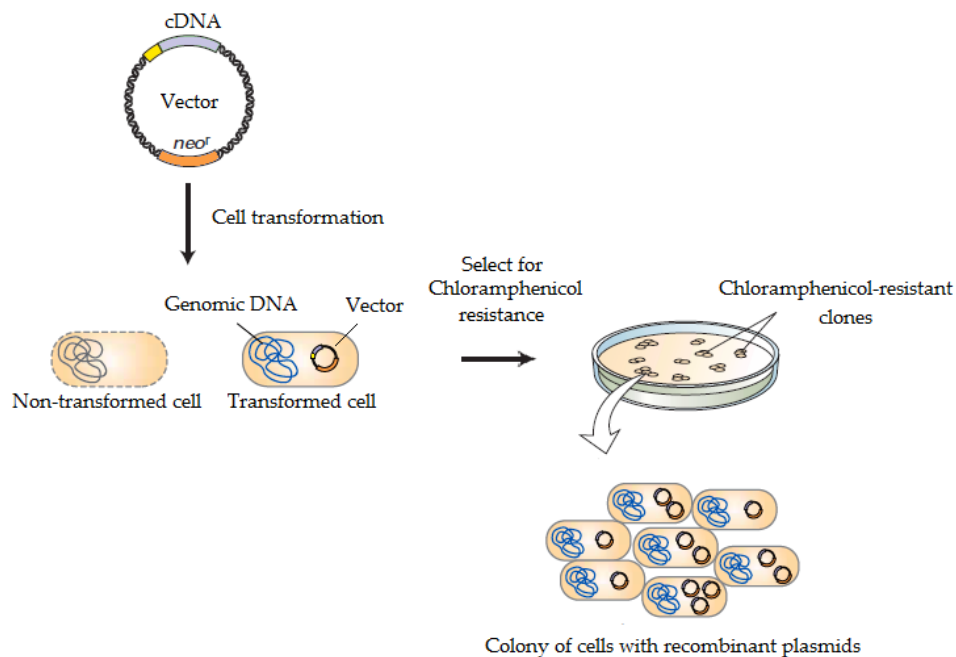 cDNA
Vector
neoʳ
Cell transformation
Genomic DNA
Vector
Non-transformed cell
Transformed cell
Select for
Chloramphenicol
resistance
Chloramphenicol-resistant
clones
Colony of cells with recombinant plasmids